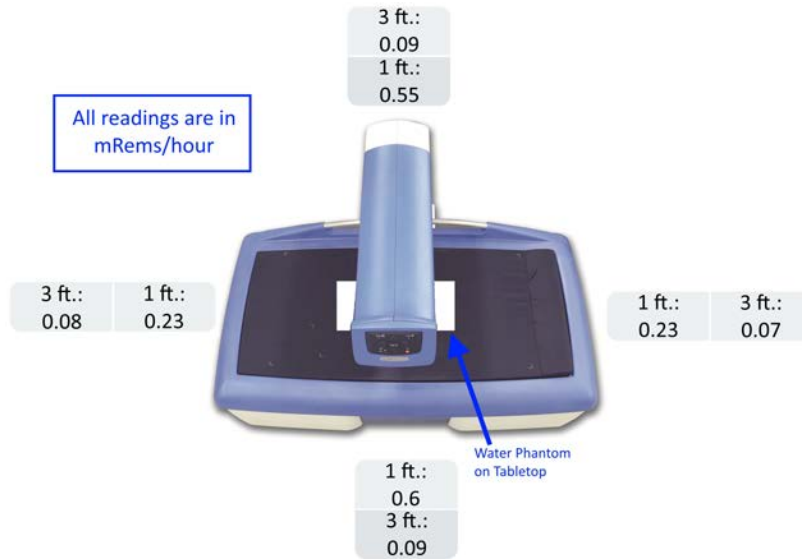 3 ft.:
0.09
1 ft.:
0.55
All readings are in
mRems/hour
3 ft.:
0.08
1 ft.:
0.23
1 ft.:
0.23
3 ft.:
0.07
Water Phantom
on Tabletop
1 ft.:
0.6
3 ft.:
0.09